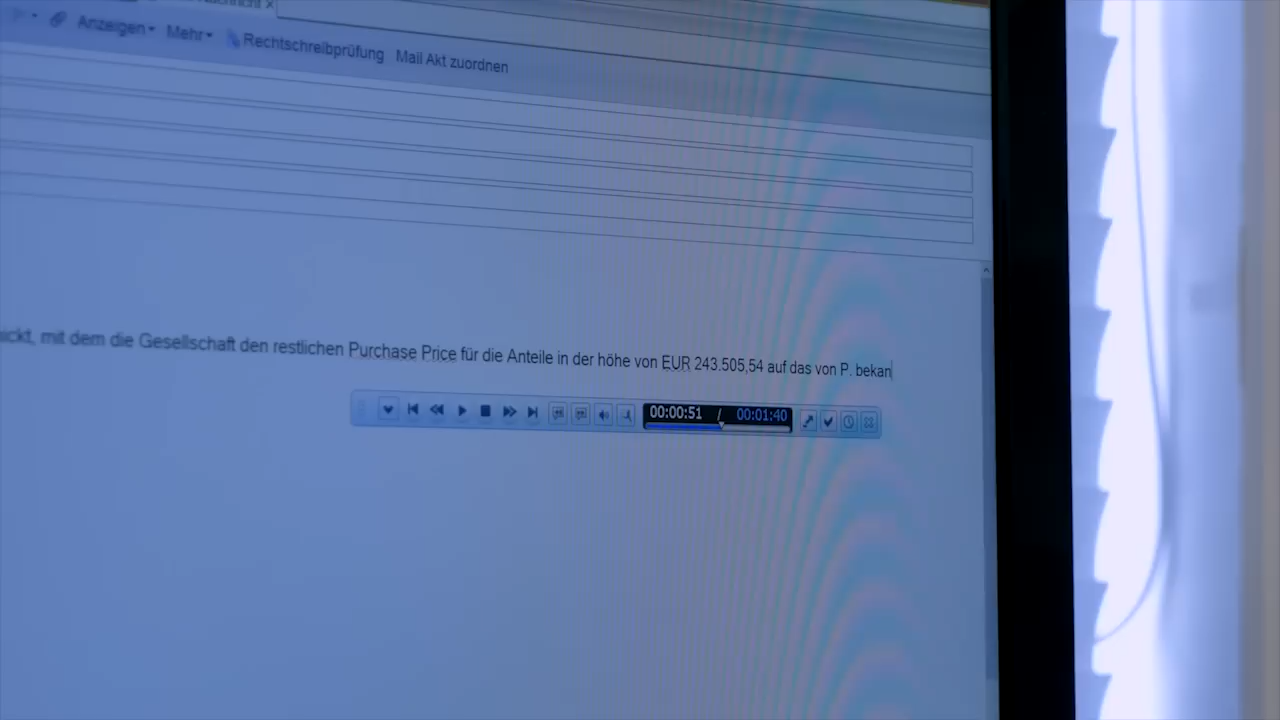 Anzeigen Mehr Rechtschreibprüfung Mail Akt zuordnen
mit dem die Gesellschaft den restlichen Purchase Price für die Anteile in der höhe von EUR 243.505,54 auf das von P. bekan
00:00:51 / 00:01:40